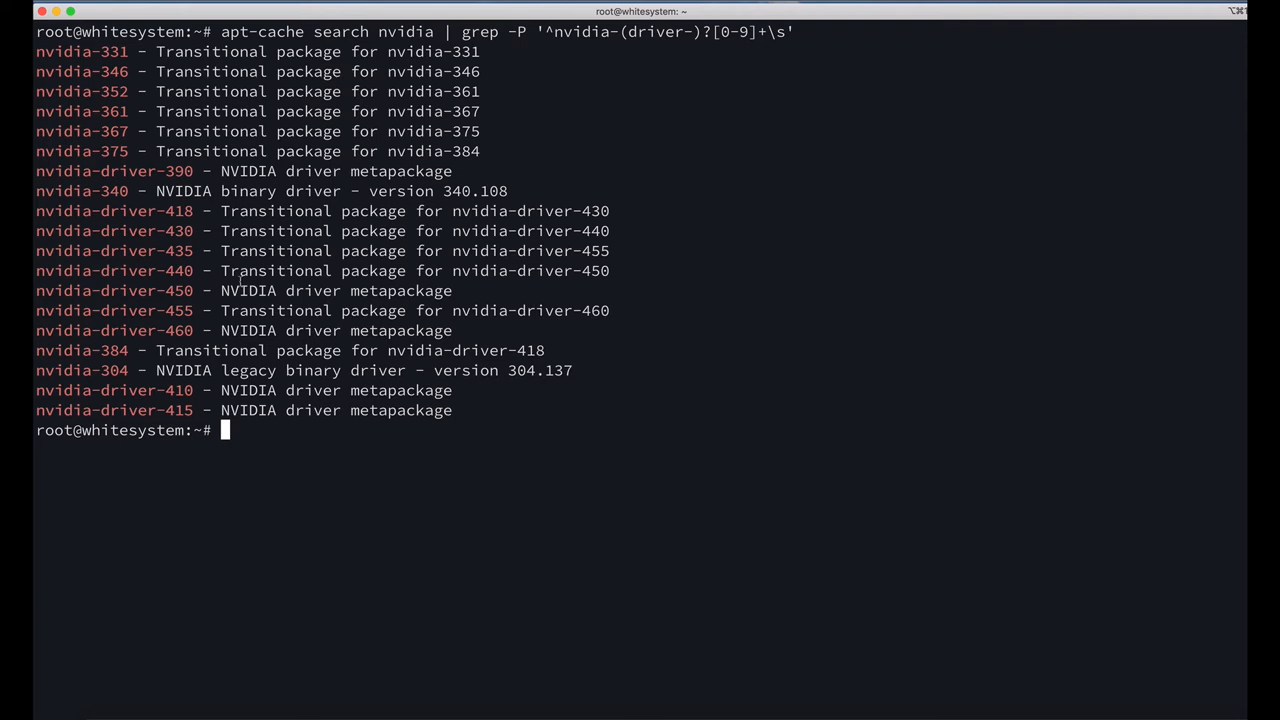 root@whitesystem: ~
root@whitesystem:~# apt-cache search nvidia | grep -P '^nvidia-(driver-)?[0-9]+\s'
nvidia-331 - Transitional package for nvidia-331
nvidia-346 - Transitional package for nvidia-346
nvidia-352 - Transitional package for nvidia-361
nvidia-361 - Transitional package for nvidia-367
nvidia-367 - Transitional package for nvidia-375
nvidia-375 - Transitional package for nvidia-384
nvidia-driver-390 - NVIDIA driver metapackage
nvidia-340 - NVIDIA binary driver - version 340.108
nvidia-driver-418 - Transitional package for nvidia-driver-430
nvidia-driver-430 - Transitional package for nvidia-driver-440
nvidia-driver-435 - Transitional package for nvidia-driver-455
nvidia-driver-440 - Transitional package for nvidia-driver-450
nvidia-driver-450 - NVIDIA driver metapackage
nvidia-driver-455 - Transitional package for nvidia-driver-460
nvidia-driver-460 - NVIDIA driver metapackage
nvidia-384 - Transitional package for nvidia-driver-418
nvidia-304 - NVIDIA legacy binary driver - version 304.137
nvidia-driver-410 - NVIDIA driver metapackage
nvidia-driver-415 - NVIDIA driver metapackage
root@whitesystem:~#